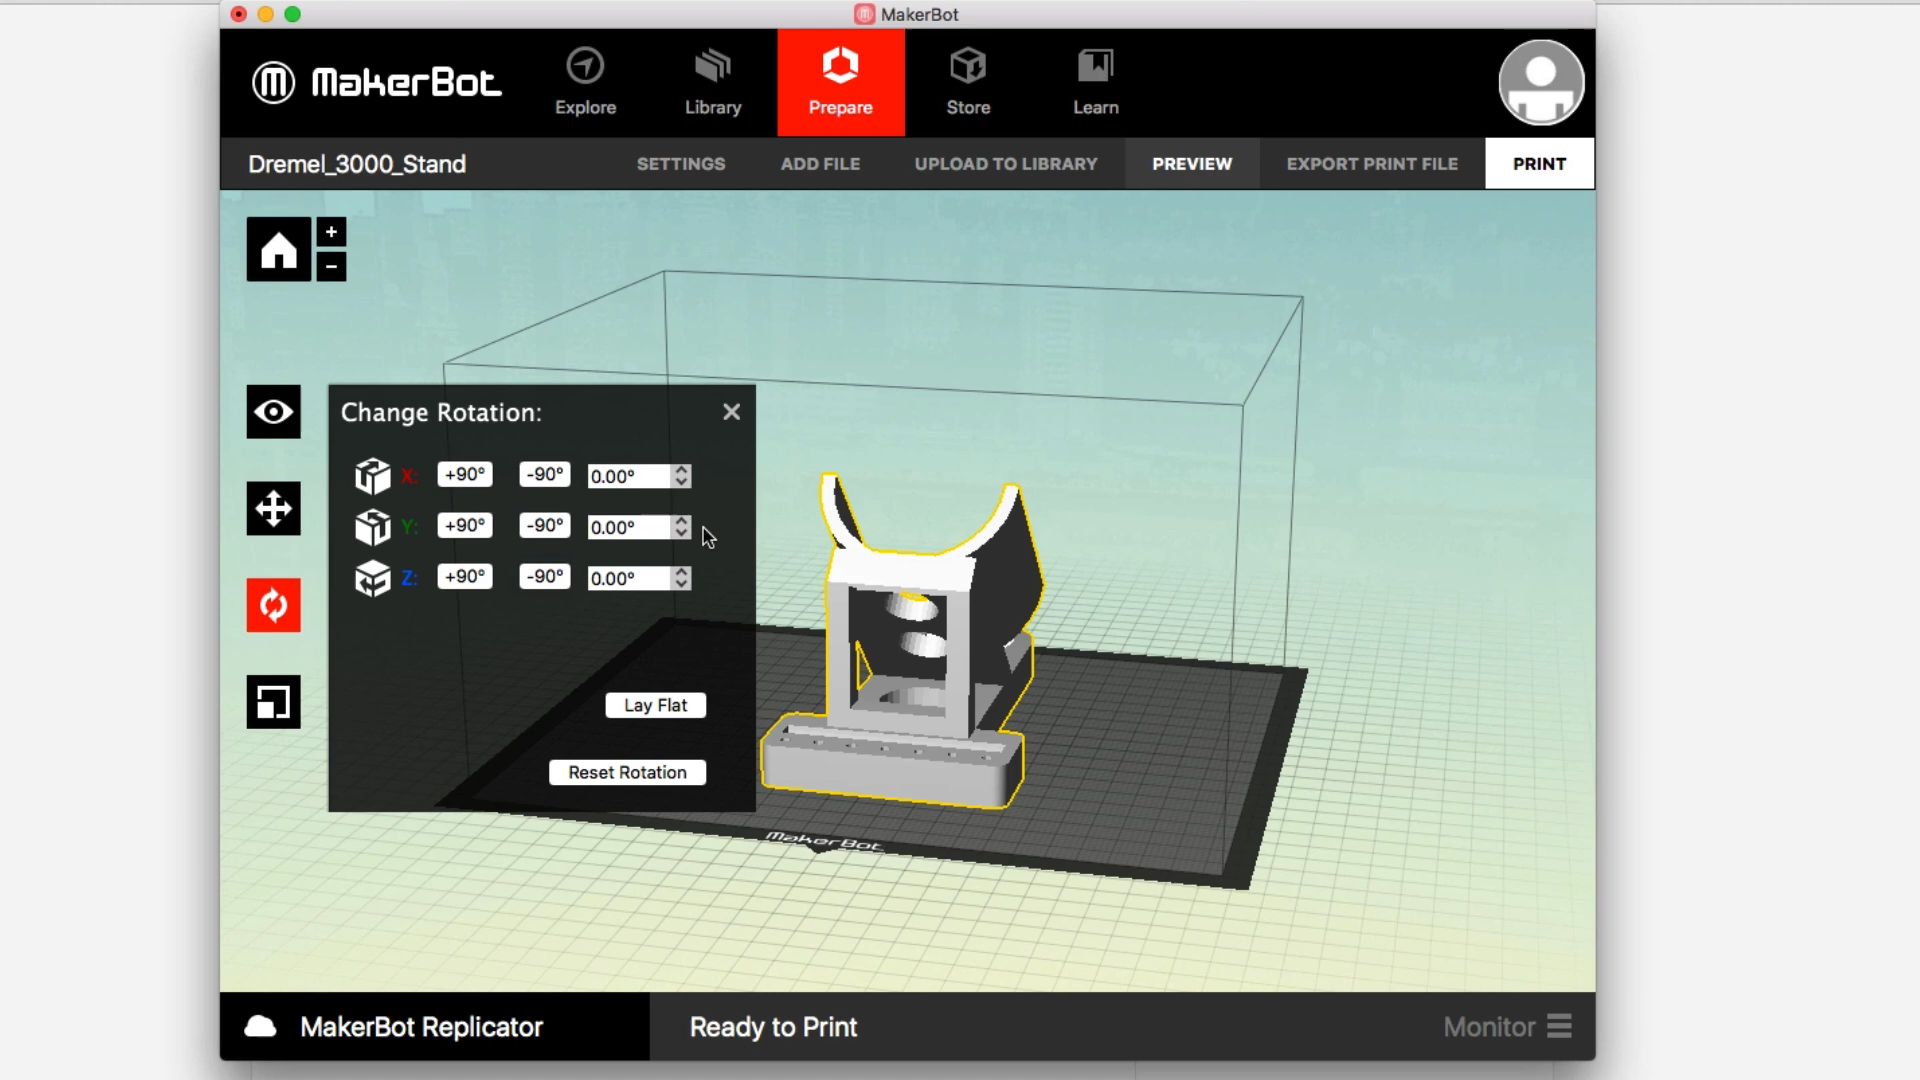 MakerBot
MakerBot
Explore
Library
Prepare
Store
Learn
Dremel_3000_Stand
SETTINGS
ADD FILE
UPLOAD TO LIBRARY
PREVIEW
EXPORT PRINT FILE
PRINT
+
-
Change Rotation:
X: +90° -90° 0.00°
Y: +90° -90° 0.00°
Z: +90° -90° 0.00°
Lay Flat
Reset Rotation
MakerBot
MakerBot Replicator
Ready to Print
Monitor